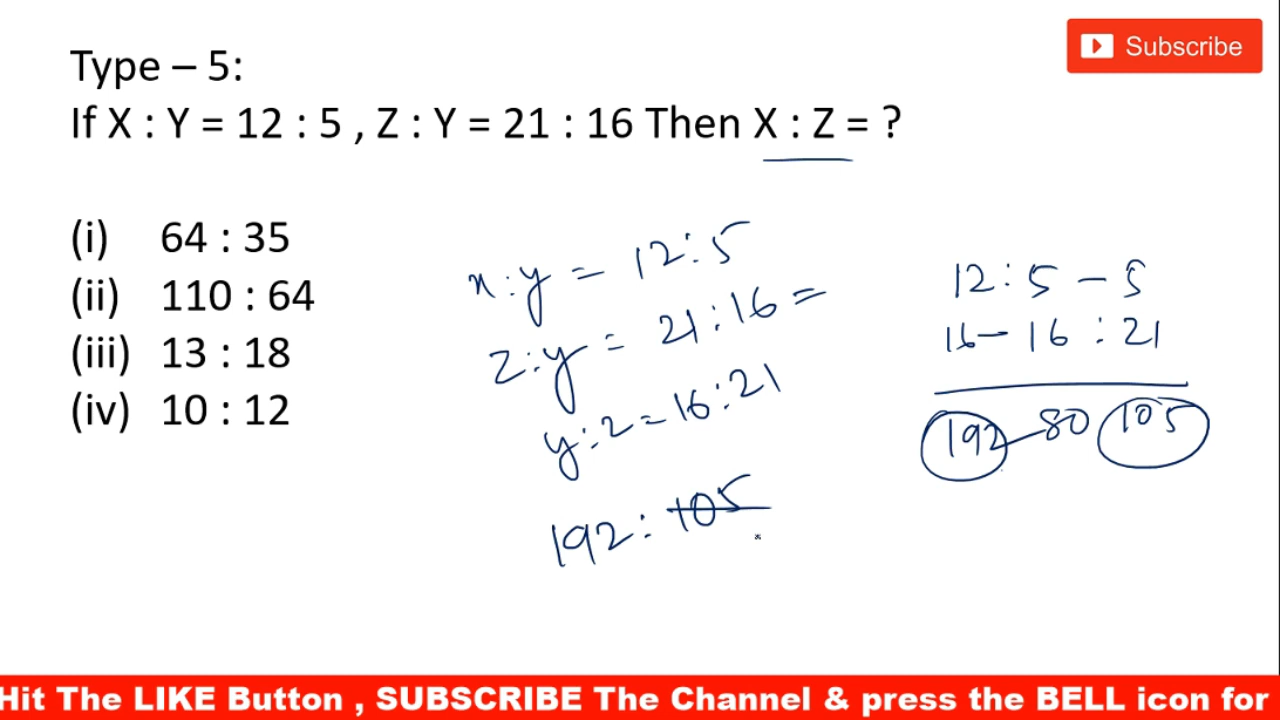 Subscribe
Type – 5:
If X : Y = 12 : 5 , Z : Y = 21 : 16 Then X : Z = ?
(i) 64 : 35
(ii) 110 : 64
(iii) 13 : 18
(iv) 10 : 12
x : y = 12 : 5
z : y = 21 : 16 =
y : z = 16 : 21
192 : 105
12 : 5 – 5
16 – 16 : 21
192 – 80 105
Hit The LIKE Button , SUBSCRIBE The Channel & press the BELL icon for